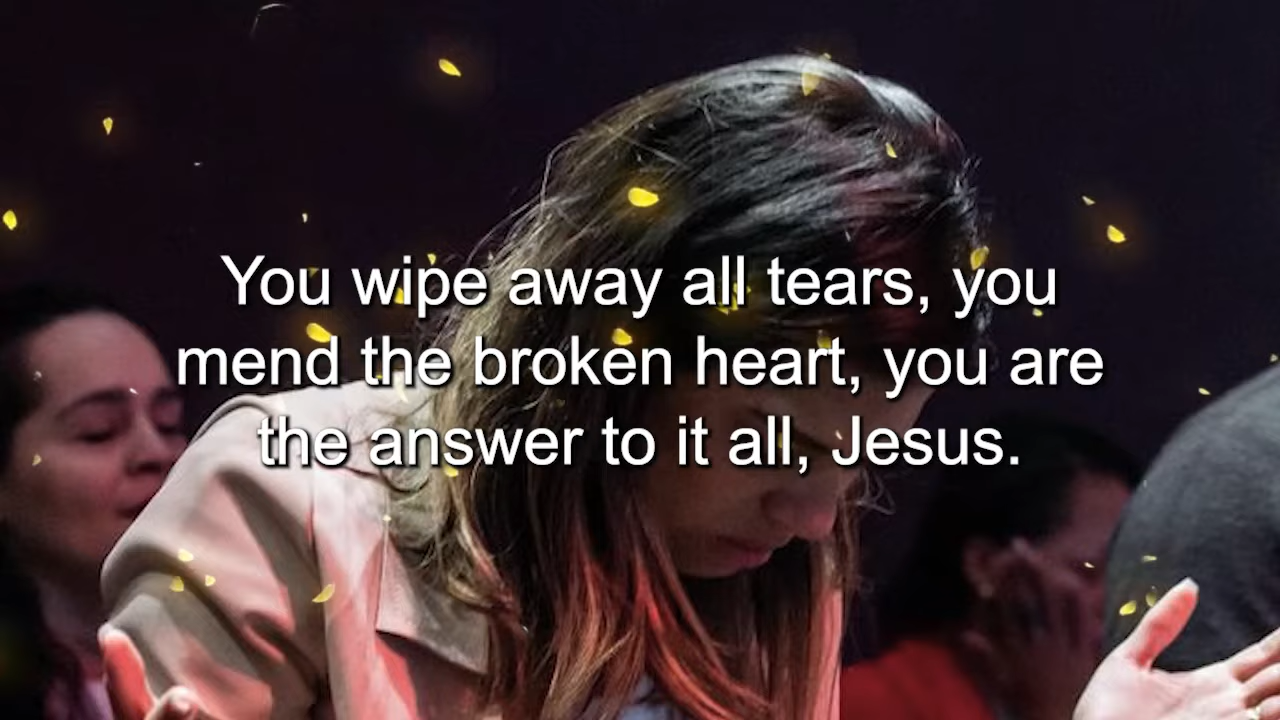 You wipe away all tears, you
mend the broken heart, you are
the answer to it all, Jesus.